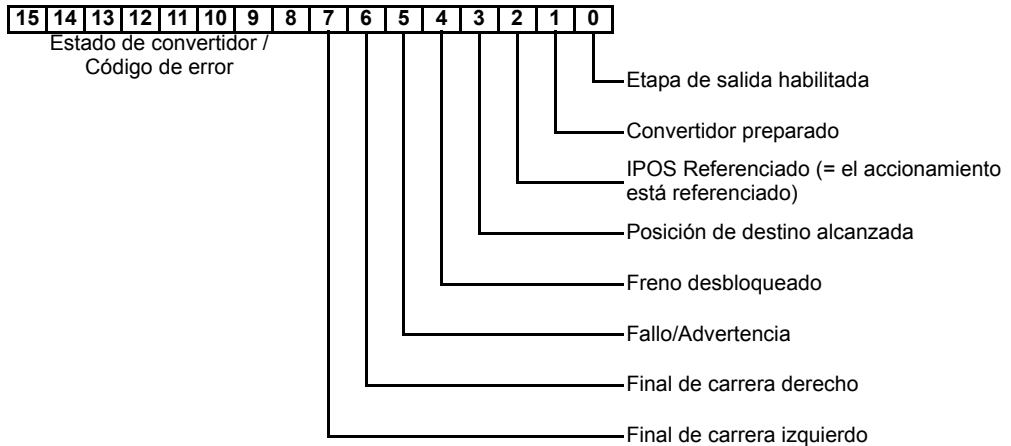 15 14 13 12 11 10 9 8 7 6 5 4 3 2 1 0
Estado de convertidor /
Código de error
Etapa de salida habilitada
Convertidor preparado
IPOS Referenciado (= el accionamiento
está referenciado)
Posición de destino alcanzada
Freno desbloqueado
Fallo/Advertencia
Final de carrera derecho
Final de carrera izquierdo